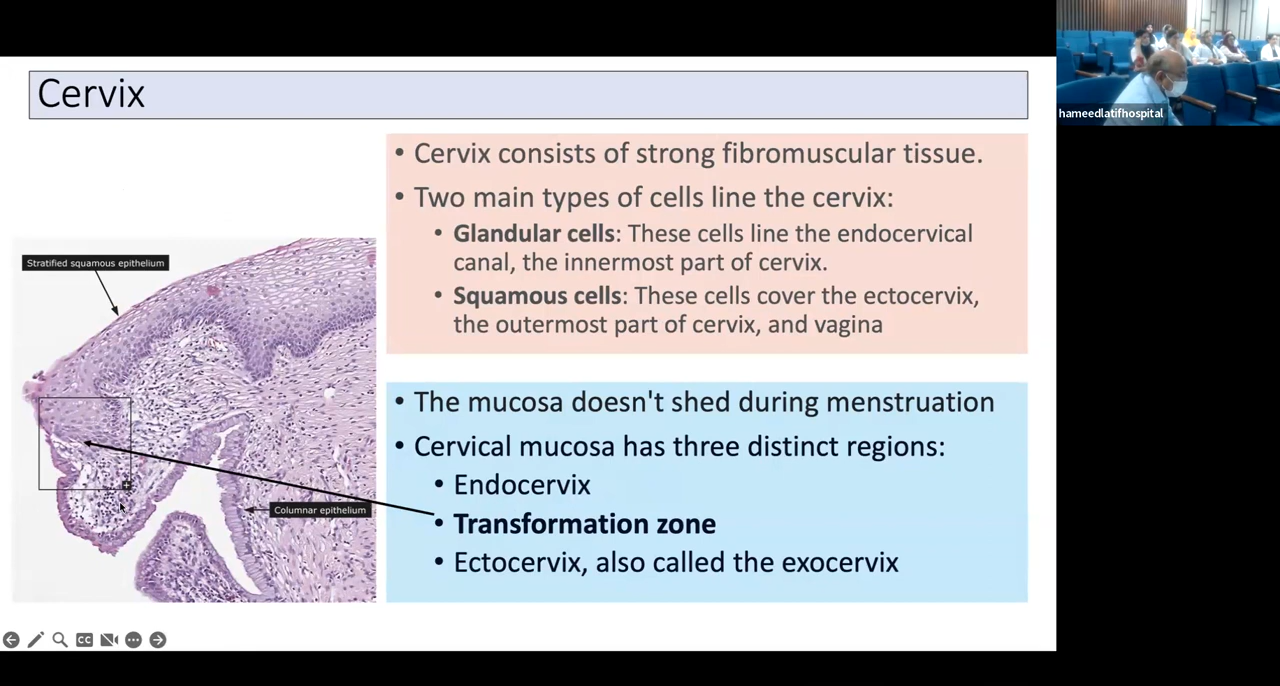 Cervix
hameedlatifhospital
• Cervix consists of strong fibromuscular tissue.
• Two main types of cells line the cervix:
• Glandular cells: These cells line the endocervical
canal, the innermost part of cervix.
• Squamous cells: These cells cover the ectocervix,
the outermost part of cervix, and vagina
Stratified squamous epithelium
Columnar epithelium
• The mucosa doesn't shed during menstruation
• Cervical mucosa has three distinct regions:
• Endocervix
• Transformation zone
• Ectocervix, also called the exocervix
CC